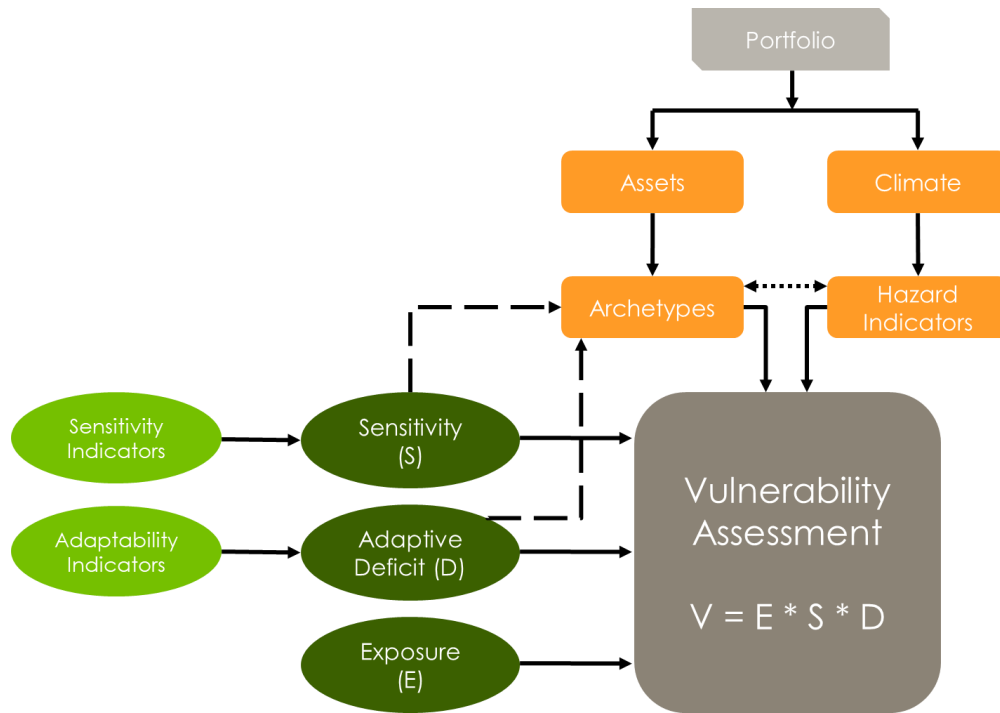 Portfolio
Assets
Climate
Archetypes
Hazard
Indicators
Sensitivity
Indicators
Sensitivity
(S)
Adaptability
Indicators
Adaptive
Deficit (D)
Exposure
(E)
Vulnerability
Assessment
V = E * S * D